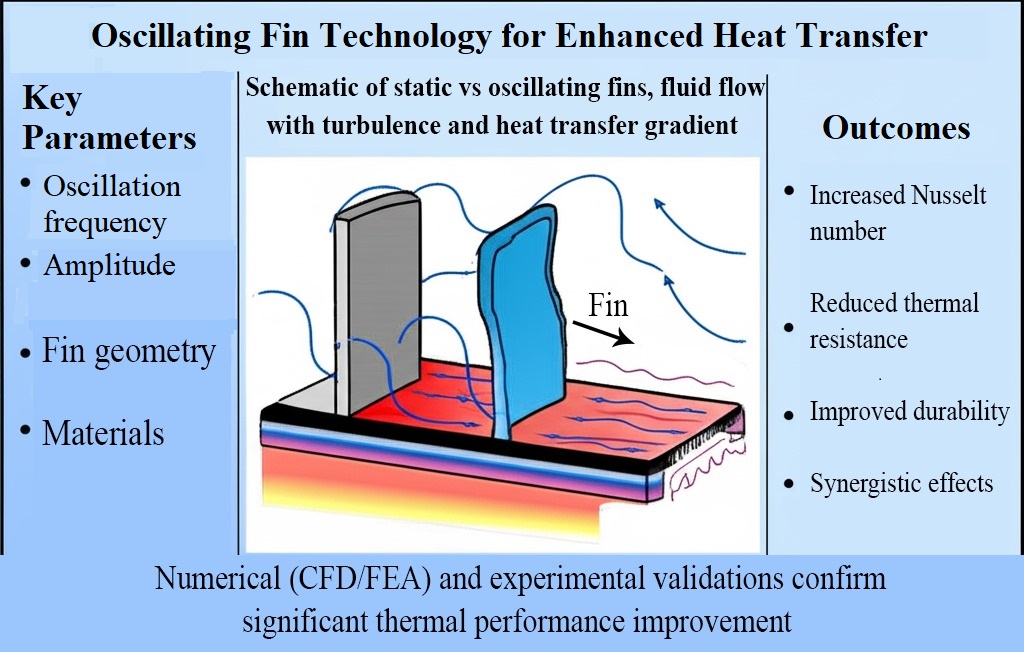 Oscillating Fin Technology for Enhanced Heat Transfer
Key
Parameters
• Oscillation
frequency
• Amplitude
• Fin geometry
• Materials
Schematic of static vs oscillating fins, fluid flow
with turbulence and heat transfer gradient
Fin
Outcomes
• Increased Nusselt
number
• Reduced thermal
resistance
• Improved durability
• Synergistic effects
Numerical (CFD/FEA) and experimental validations confirm
significant thermal performance improvement